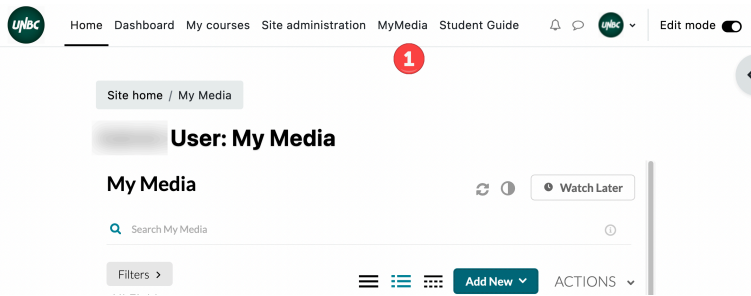 UNBC Home Dashboard My courses Site administration MyMedia Student Guide UNBC Edit mode
1
Site home / My Media
User: My Media
My Media
Watch Later
Search My Media
Filters >
Add New ACTIONS